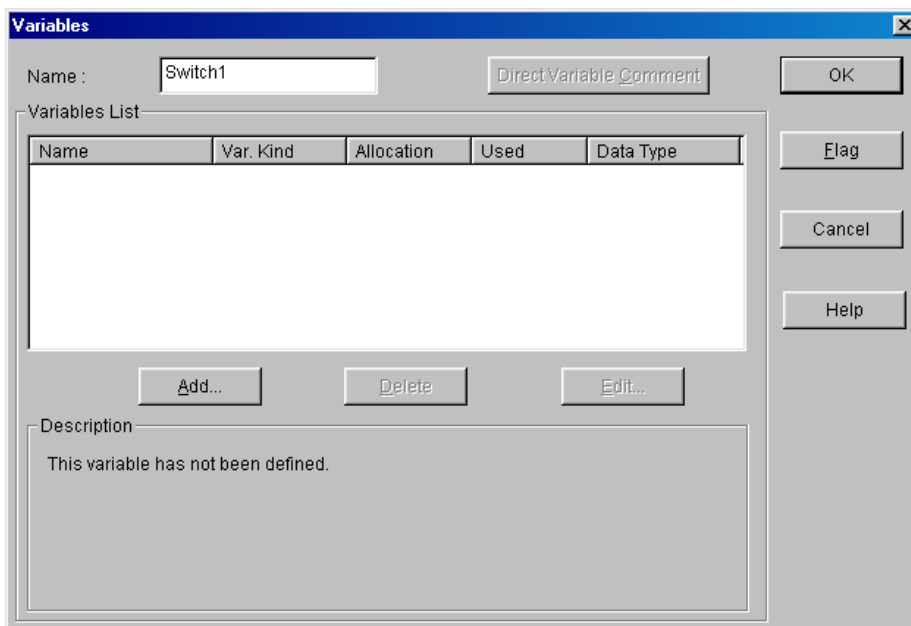 Variables
Name :
Switch1
Direct Variable Comment
OK
Variables List
Name Var. Kind Allocation Used Data Type
Flag
Cancel
Help
Add...
Delete
Edit...
Description
This variable has not been defined.